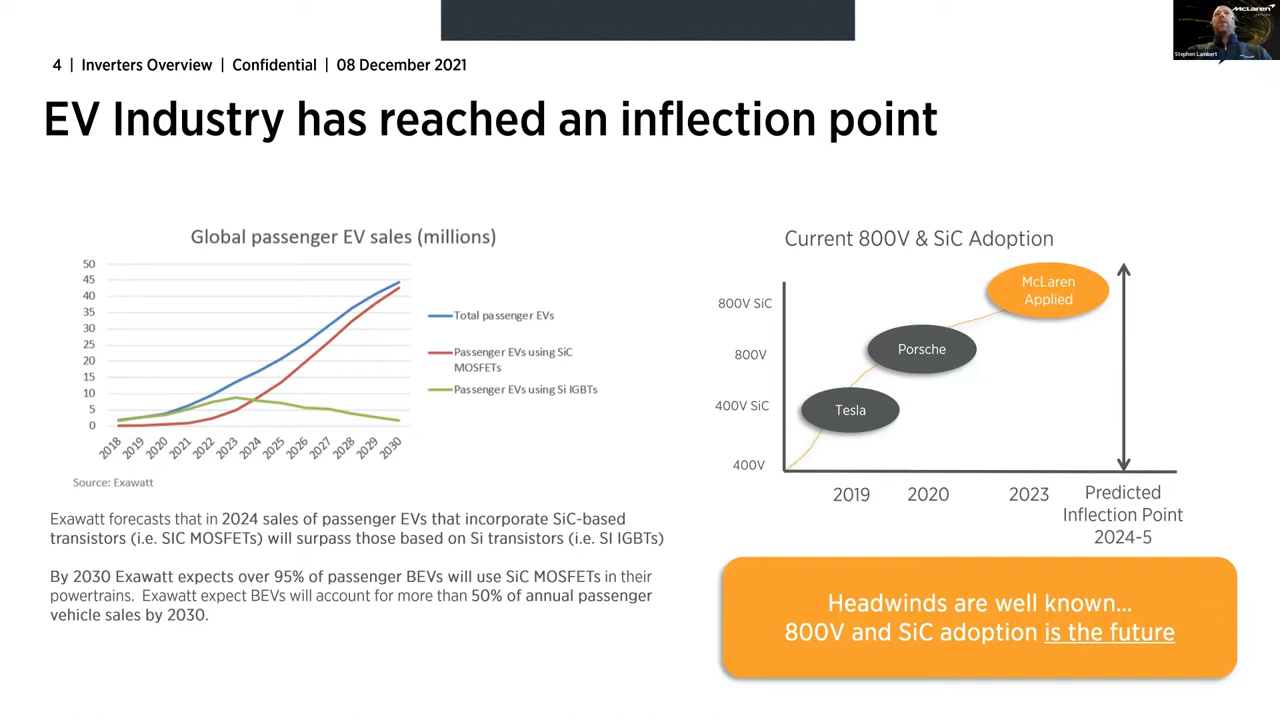 McLaren
Stephen Lambert
4 | Inverters Overview | Confidential | 08 December 2021
EV Industry has reached an inflection point
Global passenger EV sales (millions)
50
45
40
35
30
25
20
15
10
5
0
2018
2019
2020
2021
2022
2023
2024
2025
2026
2027
2028
2029
2030
Total passenger EVs
Passenger EVs using SiC
MOSFETs
Passenger EVs using Si IGBTs
Source: Exawatt
Exawatt forecasts that in 2024 sales of passenger EVs that incorporate SiC-based
transistors (i.e. SIC MOSFETs) will surpass those based on Si transistors (i.e. SI IGBTs)
By 2030 Exawatt expects over 95% of passenger BEVs will use SiC MOSFETs in their
powertrains. Exawatt expect BEVs will account for more than 50% of annual passenger
vehicle sales by 2030.
Current 800V & SiC Adoption
800V SiC
800V
400V SiC
400V
McLaren
Applied
Porsche
Tesla
2019
2020
2023
Predicted
Inflection Point
2024-5
Headwinds are well known...
800V and SiC adoption is the future